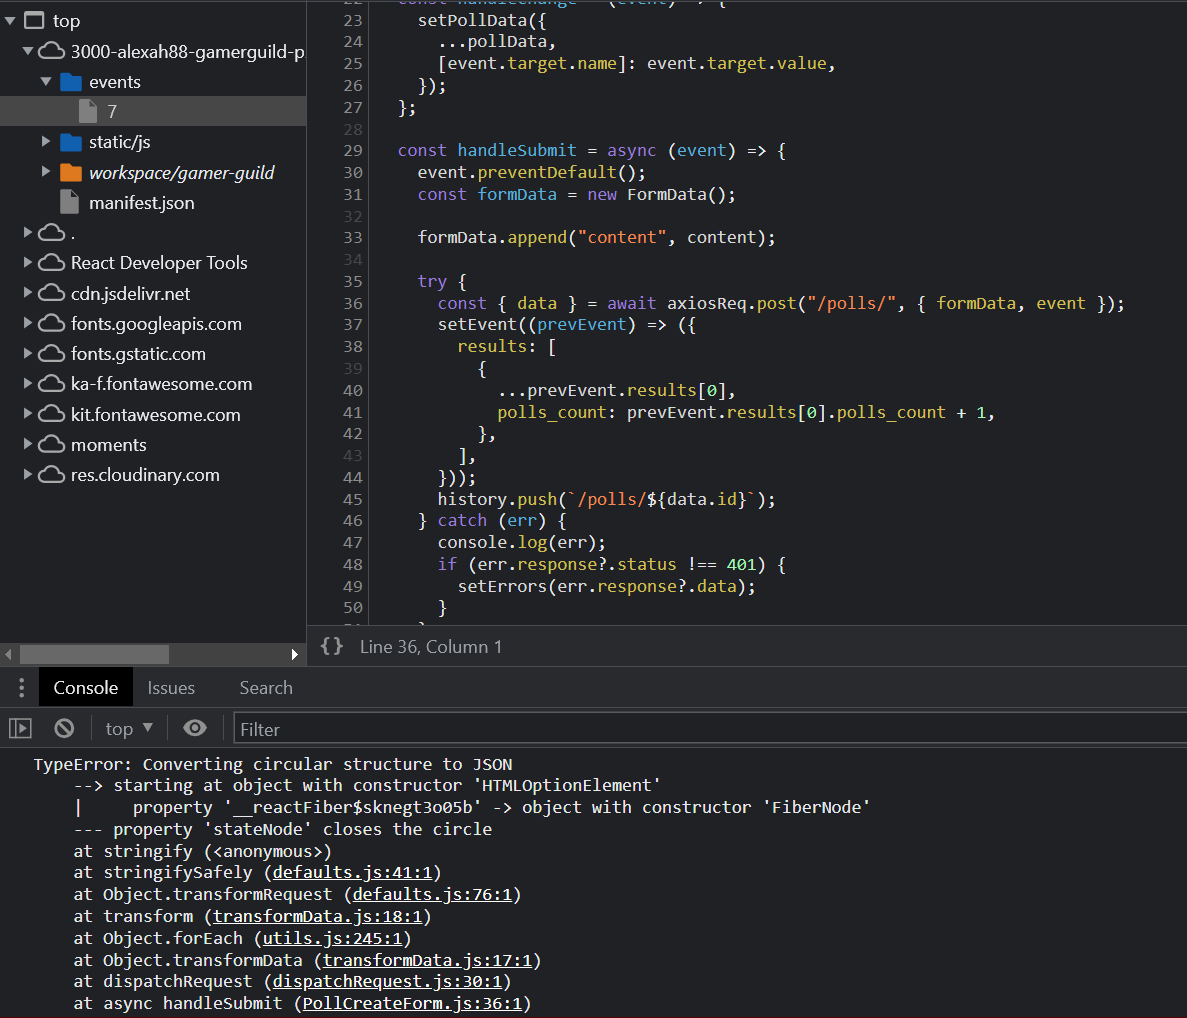 top
3000-alexah88-gamerguild-p
events
7
static/js
workspace/gamer-guild
manifest.json
.
React Developer Tools
cdn.jsdelivr.net
fonts.googleapis.com
fonts.gstatic.com
ka-f.fontawesome.com
kit.fontawesome.com
moments
res.cloudinary.com
22 const handleChange = (event) => {
23 setPollData({
24 ...pollData,
25 [event.target.name]: event.target.value,
26 });
27 };
28
29 const handleSubmit = async (event) => {
30 event.preventDefault();
31 const formData = new FormData();
32
33 formData.append("content", content);
34
35 try {
36 const { data } = await axiosReq.post("/polls/", { formData, event });
37 setEvent((prevEvent) => ({
38 results: [
39 {
40 ...prevEvent.results[0],
41 polls_count: prevEvent.results[0].polls_count + 1,
42 },
43 ],
44 }));
45 history.push(`/polls/${data.id}`);
46 } catch (err) {
47 console.log(err);
48 if (err.response?.status !== 401) {
49 setErrors(err.response?.data);
50 }
{} Line 36, Column 1
Console Issues Search
top ▼ Filter
TypeError: Converting circular structure to JSON
--> starting at object with constructor 'HTMLOptionElement'
| property '__reactFiber$sknegt3o05b' -> object with constructor 'FiberNode'
--- property 'stateNode' closes the circle
at stringify (<anonymous>)
at stringifySafely (defaults.js:41:1)
at Object.transformRequest (defaults.js:76:1)
at transform (transformData.js:18:1)
at Object.forEach (utils.js:245:1)
at Object.transformData (transformData.js:17:1)
at dispatchRequest (dispatchRequest.js:30:1)
at async handleSubmit (PollCreateForm.js:36:1)